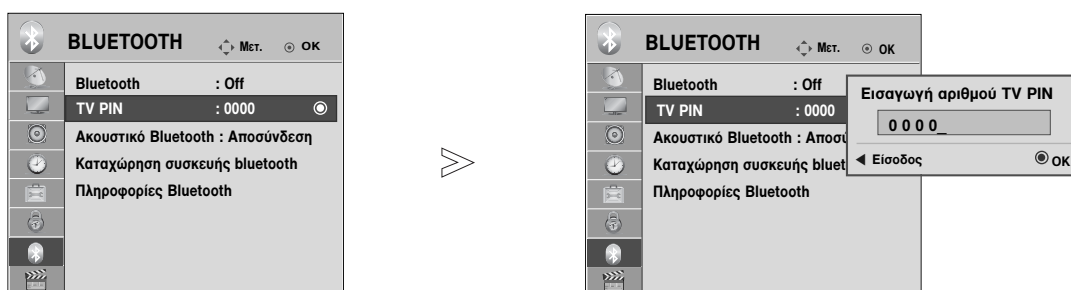 BLUETOOTH Μετ. OK
Bluetooth : Off
TV PIN : 0000
Ακουστικό Bluetooth : Αποσύνδεση
Καταχώρηση συσκευής bluetooth
Πληροφορίες Bluetooth
BLUETOOTH Μετ. OK
Bluetooth : Off
TV PIN : 0000
Ακουστικό Bluetooth : Αποσύ
Καταχώρηση συσκευής bluet
Πληροφορίες Bluetooth
Εισαγωγή αριθμού TV PIN
0 0 0 0_
◀ Είσοδος OK